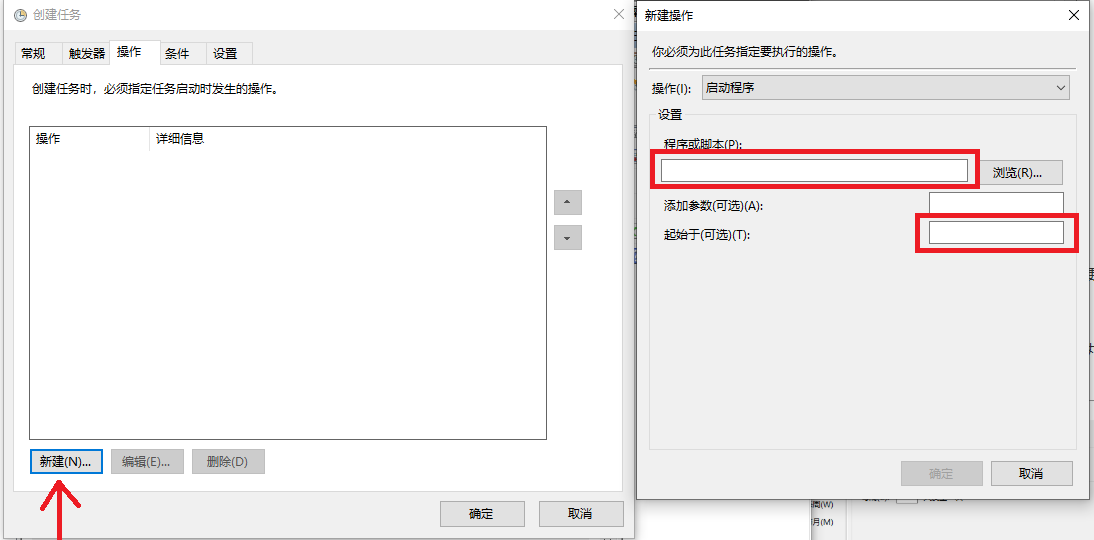 创建任务
常规 触发器 操作 条件 设置
创建任务时，必须指定任务启动时发生的操作。
操作 详细信息
新建(N)... 编辑(E)... 删除(D)
确定 取消
新建操作
你必须为此任务指定要执行的操作。
操作(I): 启动程序
设置
程序或脚本(P):
浏览(R)...
添加参数(可选)(A):
起始于(可选)(T):
确定 取消
周(W)
月(M)